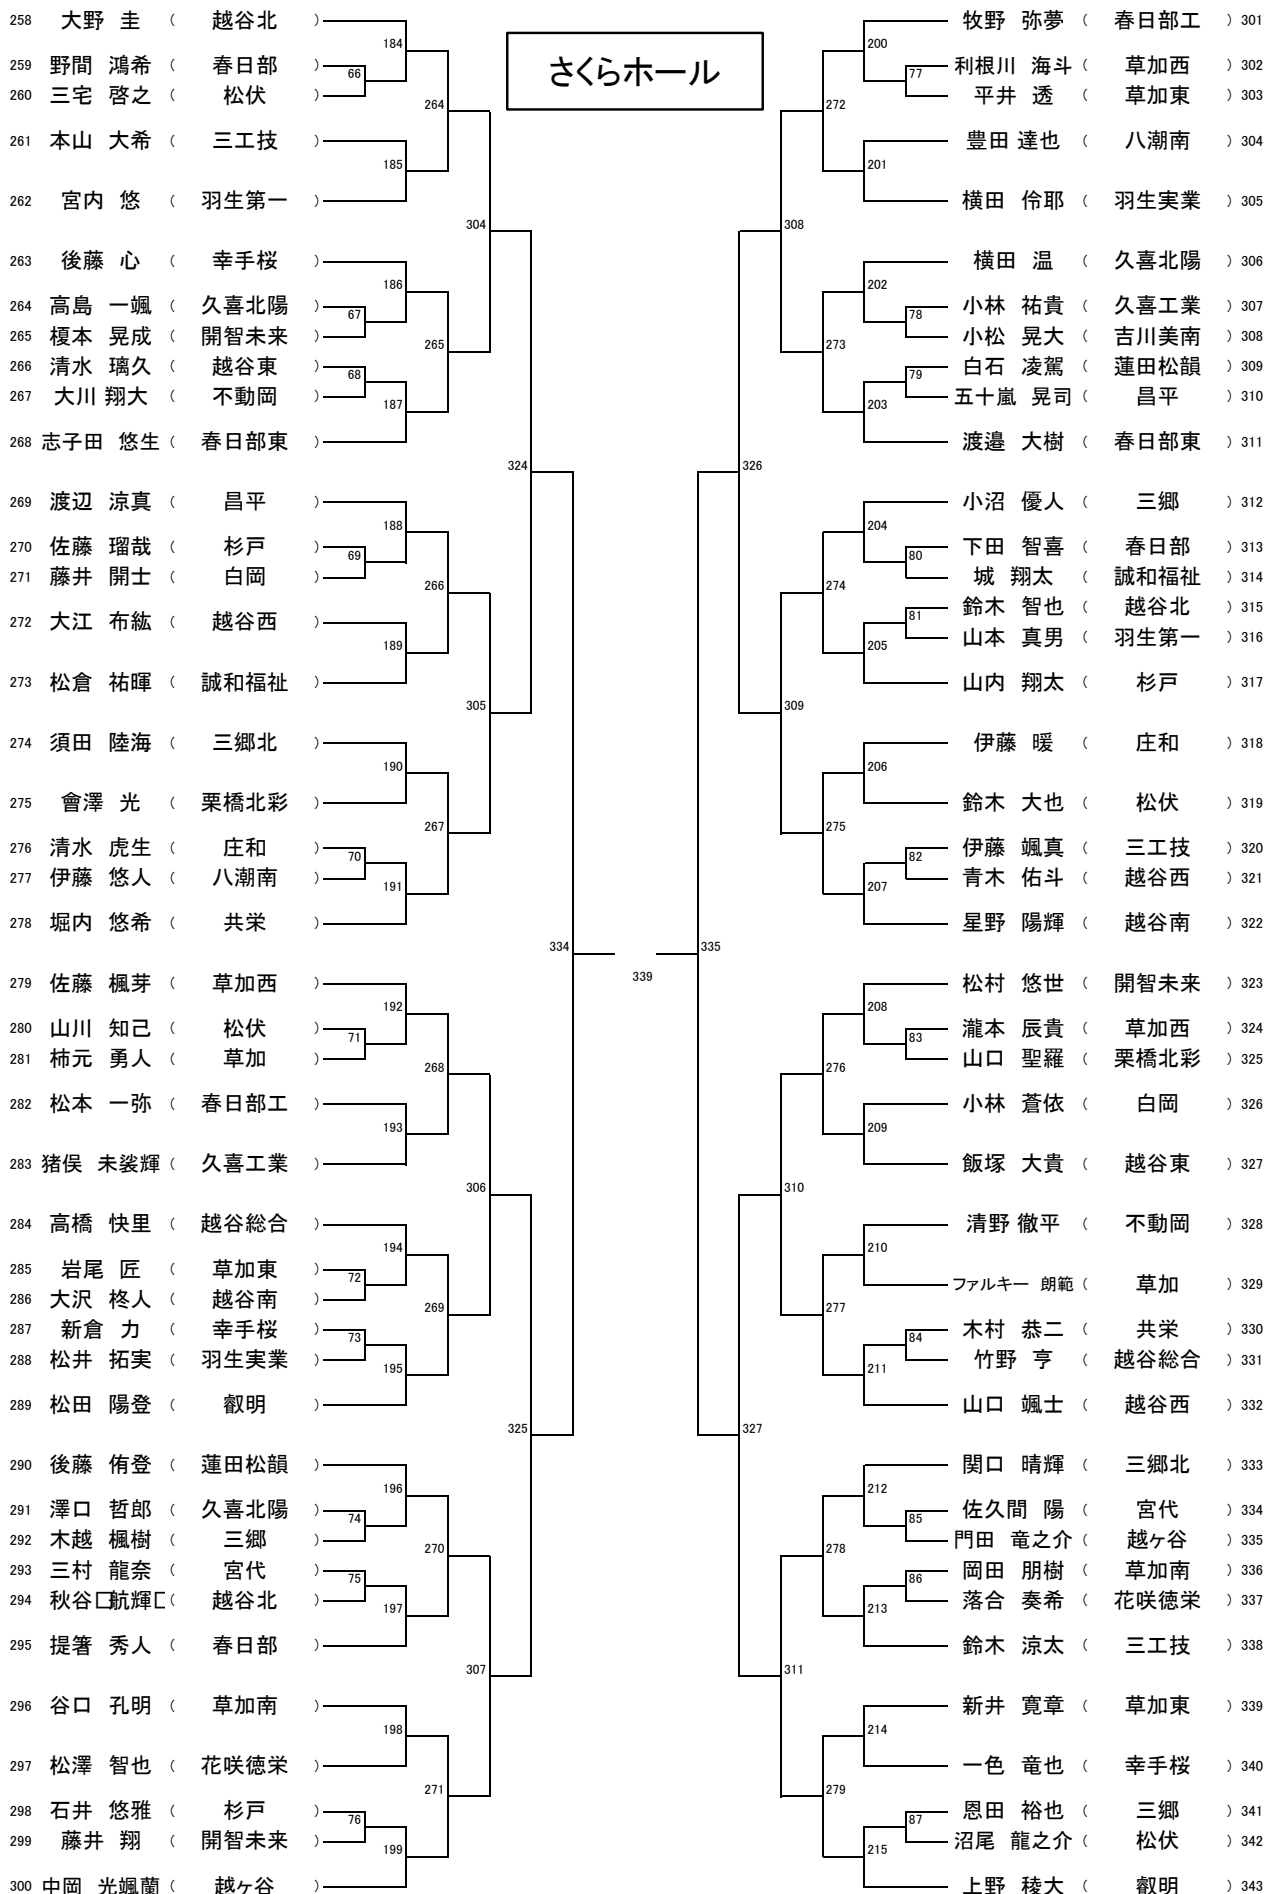 さくらホール
258 大野 圭 ( 越谷北 )
259 野間 鴻希 ( 春日部 )
260 三宅 啓之 ( 松伏 )
261 本山 大希 ( 三工技 )
262 宮内 悠 ( 羽生第一 )
263 後藤 心 ( 幸手桜 )
264 高島 一颯 ( 久喜北陽 )
265 榎本 晃成 ( 開智未来 )
266 清水 璃久 ( 越谷東 )
267 大川 翔大 ( 不動岡 )
268 志子田 悠生 ( 春日部東 )
269 渡辺 涼真 ( 昌平 )
270 佐藤 瑠哉 ( 杉戸 )
271 藤井 開士 ( 白岡 )
272 大江 布紘 ( 越谷西 )
273 松倉 祐暉 ( 誠和福祉 )
274 須田 陸海 ( 三郷北 )
275 會澤 光 ( 栗橋北彩 )
276 清水 虎生 ( 庄和 )
277 伊藤 悠人 ( 八潮南 )
278 堀内 悠希 ( 共栄 )
279 佐藤 楓芽 ( 草加西 )
280 山川 知己 ( 松伏 )
281 柿元 勇人 ( 草加 )
282 松本 一弥 ( 春日部工 )
283 猪俣 未裟輝 ( 久喜工業 )
284 高橋 快里 ( 越谷総合 )
285 岩尾 匠 ( 草加東 )
286 大沢 柊人 ( 越谷南 )
287 新倉 力 ( 幸手桜 )
288 松井 拓実 ( 羽生実業 )
289 松田 陽登 ( 叡明 )
290 後藤 侑登 ( 蓮田松韻 )
291 澤口 哲郎 ( 久喜北陽 )
292 木越 楓樹 ( 三郷 )
293 三村 龍奈 ( 宮代 )
294 秋谷□航輝□ ( 越谷北 )
295 提箸 秀人 ( 春日部 )
296 谷口 孔明 ( 草加南 )
297 松澤 智也 ( 花咲徳栄 )
298 石井 悠雅 ( 杉戸 )
299 藤井 翔 ( 開智未来 )
300 中岡 光颯蘭 ( 越ヶ谷 )
184
66
264
185
304
186
67
265
68
187
324
188
69
266
189
305
190
267
70
191
334
192
71
268
193
306
194
72
269
73
195
325
196
74
270
75
197
307
198
271
76
199
339
牧野 弥夢 ( 春日部工 ) 301
利根川 海斗 ( 草加西 ) 302
平井 透 ( 草加東 ) 303
豊田 達也 ( 八潮南 ) 304
横田 伶耶 ( 羽生実業 ) 305
横田 温 ( 久喜北陽 ) 306
小林 祐貴 ( 久喜工業 ) 307
小松 晃大 ( 吉川美南 ) 308
白石 凌駕 ( 蓮田松韻 ) 309
五十嵐 晃司 ( 昌平 ) 310
渡邉 大樹 ( 春日部東 ) 311
小沼 優人 ( 三郷 ) 312
下田 智喜 ( 春日部 ) 313
城 翔太 ( 誠和福祉 ) 314
鈴木 智也 ( 越谷北 ) 315
山本 真男 ( 羽生第一 ) 316
山内 翔太 ( 杉戸 ) 317
伊藤 暖 ( 庄和 ) 318
鈴木 大也 ( 松伏 ) 319
伊藤 颯真 ( 三工技 ) 320
青木 佑斗 ( 越谷西 ) 321
星野 陽輝 ( 越谷南 ) 322
松村 悠世 ( 開智未来 ) 323
瀧本 辰貴 ( 草加西 ) 324
山口 聖羅 ( 栗橋北彩 ) 325
小林 蒼依 ( 白岡 ) 326
飯塚 大貴 ( 越谷東 ) 327
清野 徹平 ( 不動岡 ) 328
ファルキー 朗範 ( 草加 ) 329
木村 恭二 ( 共栄 ) 330
竹野 亨 ( 越谷総合 ) 331
山口 颯士 ( 越谷西 ) 332
関口 晴輝 ( 三郷北 ) 333
佐久間 陽 ( 宮代 ) 334
門田 竜之介 ( 越ヶ谷 ) 335
岡田 朋樹 ( 草加南 ) 336
落合 奏希 ( 花咲徳栄 ) 337
鈴木 涼太 ( 三工技 ) 338
新井 寛章 ( 草加東 ) 339
一色 竜也 ( 幸手桜 ) 340
恩田 裕也 ( 三郷 ) 341
沼尾 龍之介 ( 松伏 ) 342
上野 稜大 ( 叡明 ) 343
200
77
272
201
308
202
78
273
79
203
326
204
80
274
81
205
309
206
275
82
207
335
208
83
276
209
310
210
277
84
211
327
212
85
278
86
213
311
214
279
87
215